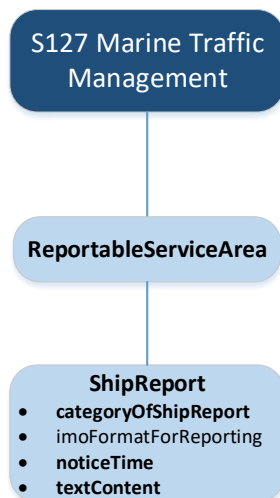 S127 Marine Traffic
Management
ReportableServiceArea
ShipReport
• categoryOfShipReport
• imoFormatForReporting
• noticeTime
• textContent